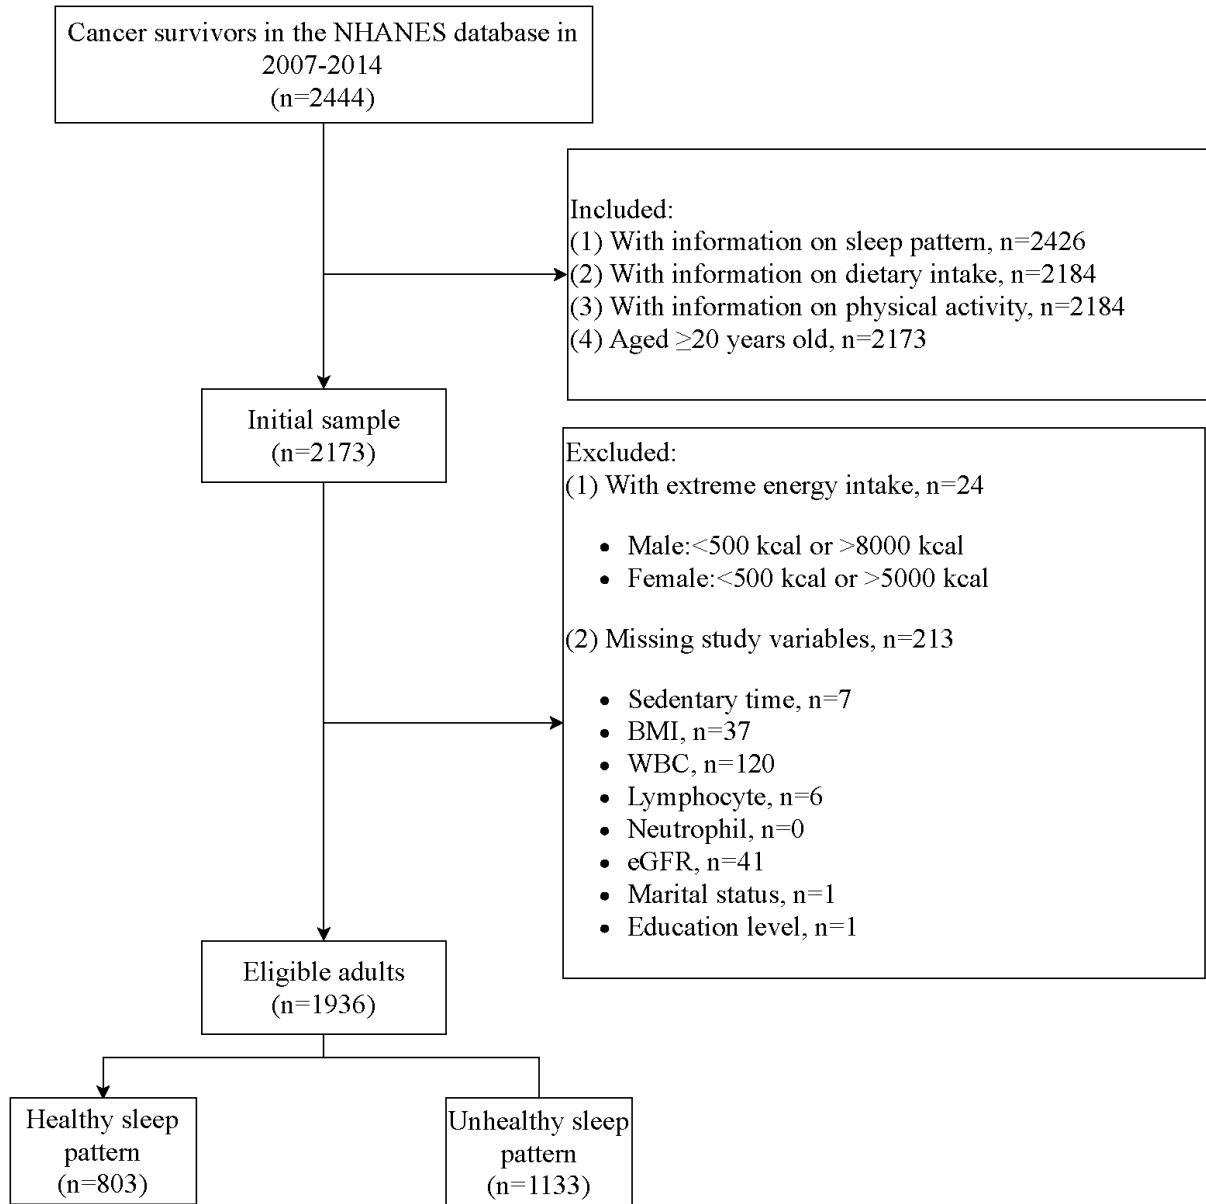 Cancer survivors in the NHANES database in
2007-2014
(n=2444)
Included:
(1) With information on sleep pattern, n=2426
(2) With information on dietary intake, n=2184
(3) With information on physical activity, n=2184
(4) Aged ≥20 years old, n=2173
Initial sample
(n=2173)
Excluded:
(1) With extreme energy intake, n=24
• Male:<500 kcal or >8000 kcal
• Female:<500 kcal or >5000 kcal
(2) Missing study variables, n=213
• Sedentary time, n=7
• BMI, n=37
• WBC, n=120
• Lymphocyte, n=6
• Neutrophil, n=0
• eGFR, n=41
• Marital status, n=1
• Education level, n=1
Eligible adults
(n=1936)
Healthy sleep
pattern
(n=803)
Unhealthy sleep
pattern
(n=1133)